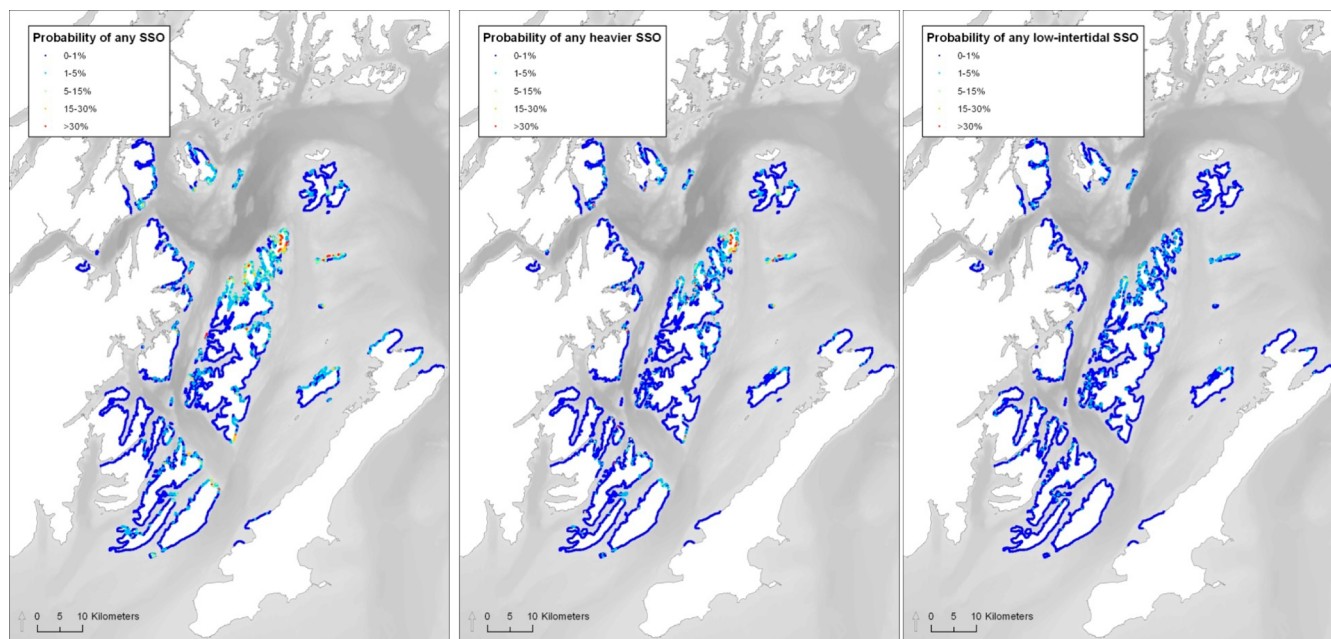 Probability of any SSO
0-1%
1-5%
5-15%
15-30%
>30%
0 5 10 Kilometers
Probability of any heavier SSO
0-1%
1-5%
5-15%
15-30%
>30%
0 5 10 Kilometers
Probability of any low-intertidal SSO
0-1%
1-5%
5-15%
15-30%
>30%
0 5 10 Kilometers